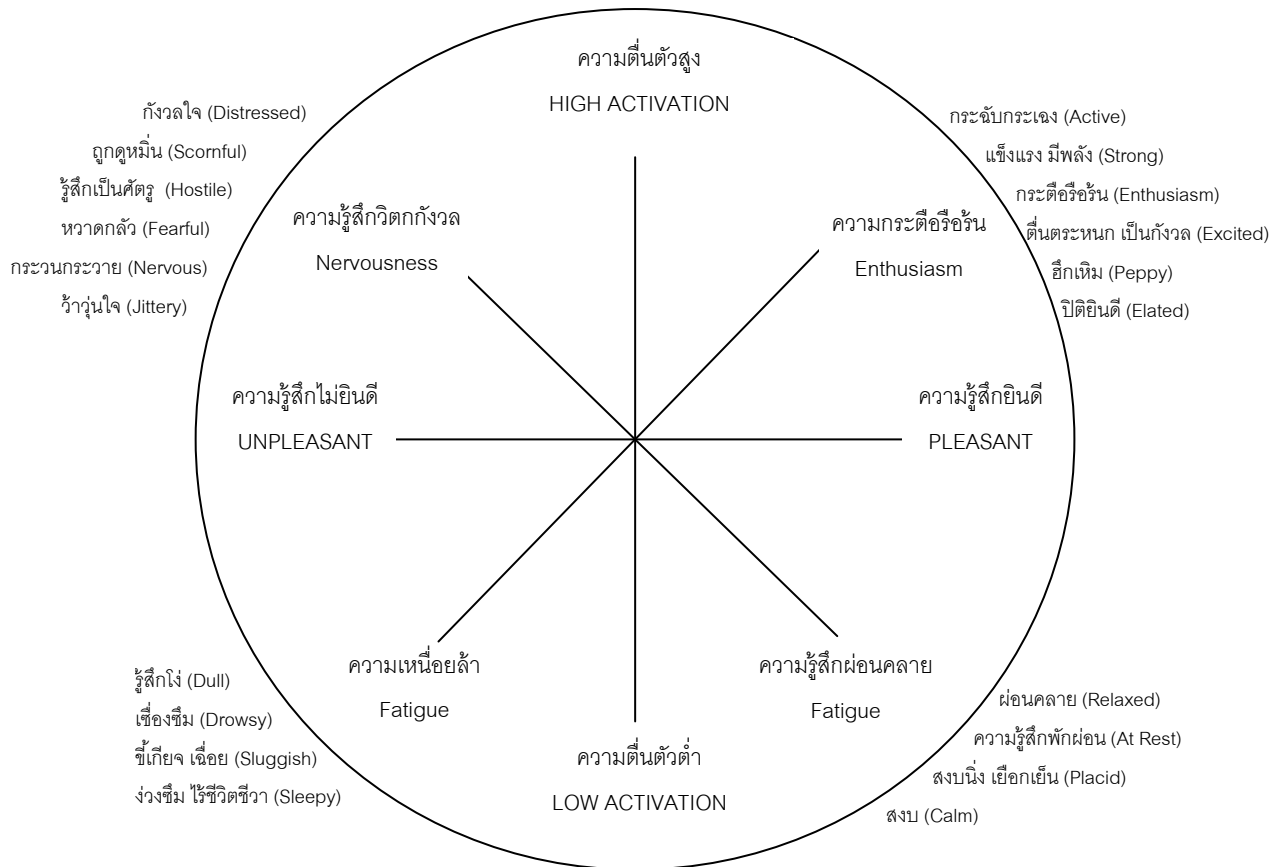 ความตื่นตัวสูง
HIGH ACTIVATION
กังวลใจ (Distressed)
ถูกดูหมิ่น (Scornful)
รู้สึกเป็นศัตรู (Hostile)
หวาดกลัว (Fearful)
กระวนกระวาย (Nervous)
ว้าวุ่นใจ (Jittery)
กระฉับกระเฉง (Active)
แข็งแรง มีพลัง (Strong)
กระตือรือร้น (Enthusiasm)
ตื่นตระหนก เป็นกังวล (Excited)
ฮึกเหิม (Peppy)
ปิติยินดี (Elated)
ความรู้สึกวิตกกังวล
Nervousness
ความกระตือรือร้น
Enthusiasm
ความรู้สึกไม่ยินดี
UNPLEASANT
ความรู้สึกยินดี
PLEASANT
ความเหนื่อยล้า
Fatigue
ความรู้สึกผ่อนคลาย
Fatigue
รู้สึกโง่ (Dull)
เซื่องซึม (Drowsy)
ขี้เกียจ เฉื่อย (Sluggish)
ง่วงซึม ไร้ชีวิตชีวา (Sleepy)
ผ่อนคลาย (Relaxed)
ความรู้สึกพักผ่อน (At Rest)
สงบนิ่ง เยือกเย็น (Placid)
สงบ (Calm)
ความตื่นตัวต่ำ
LOW ACTIVATION